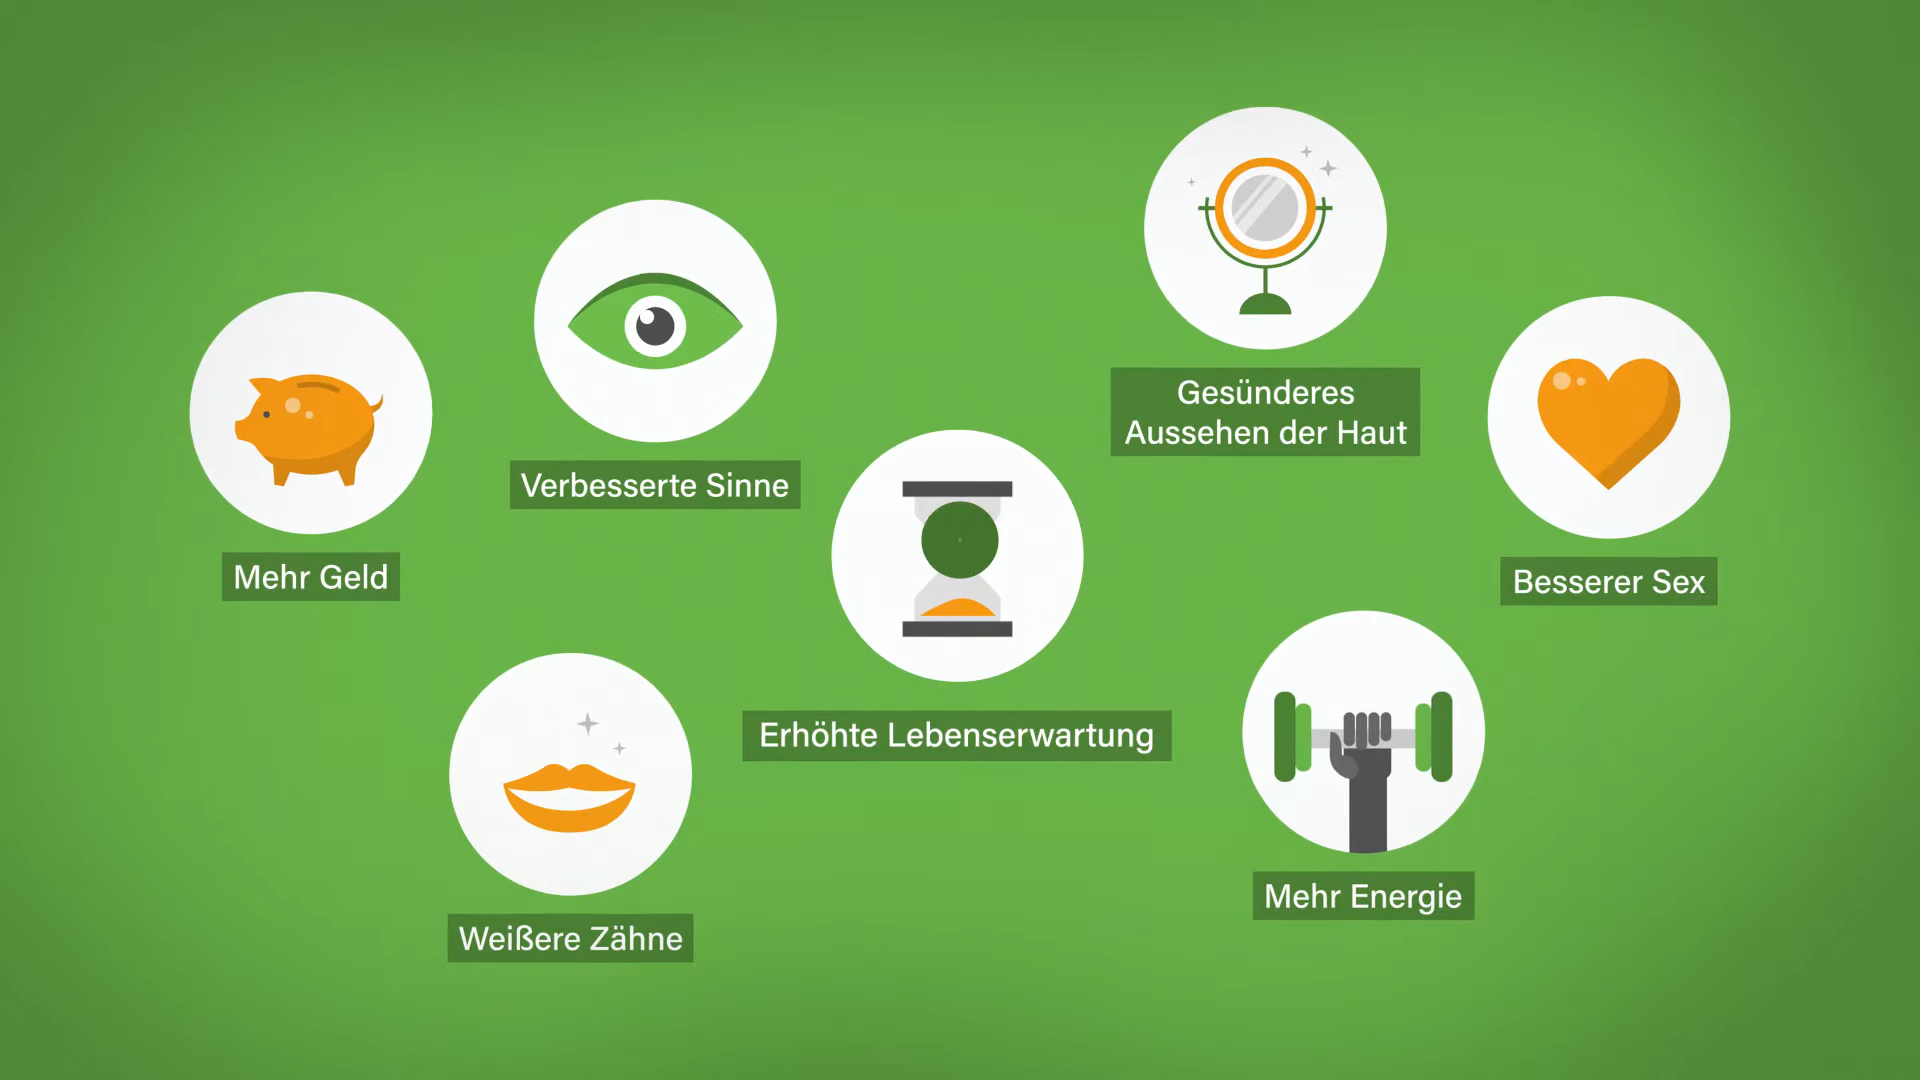 Mehr Geld
Verbesserte Sinne
Gesünderes
Aussehen der Haut
Besserer Sex
Erhöhte Lebenserwartung
Weißere Zähne
Mehr Energie